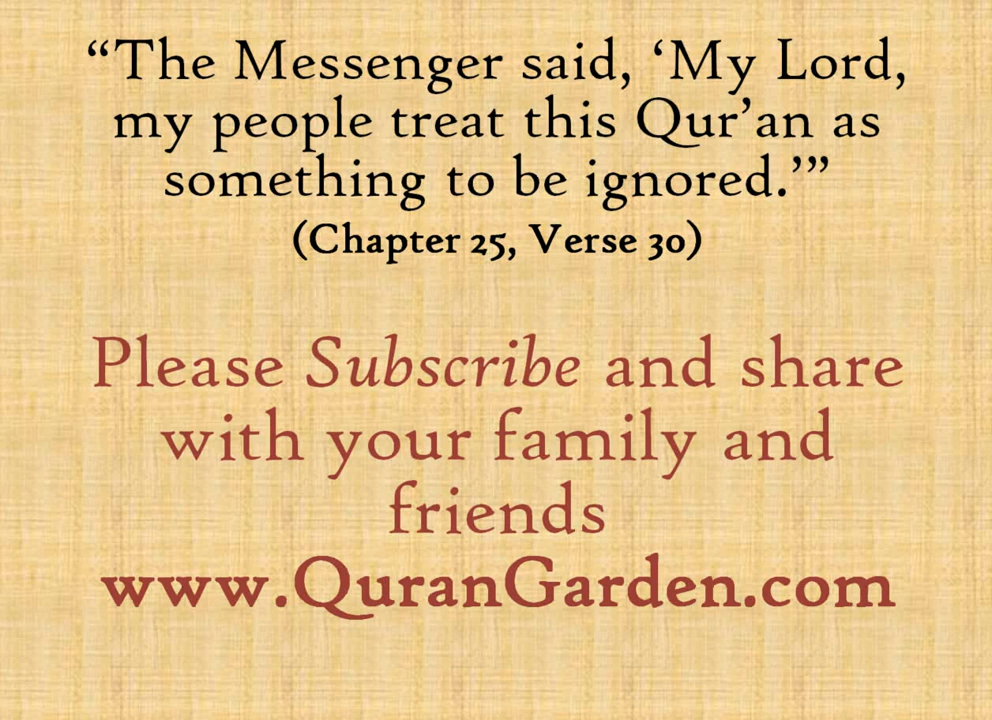 “The Messenger said, ‘My Lord,
my people treat this Qur’an as
something to be ignored.’”
(Chapter 25, Verse 30)
Please Subscribe and share
with your family and
friends
www.QuranGarden.com